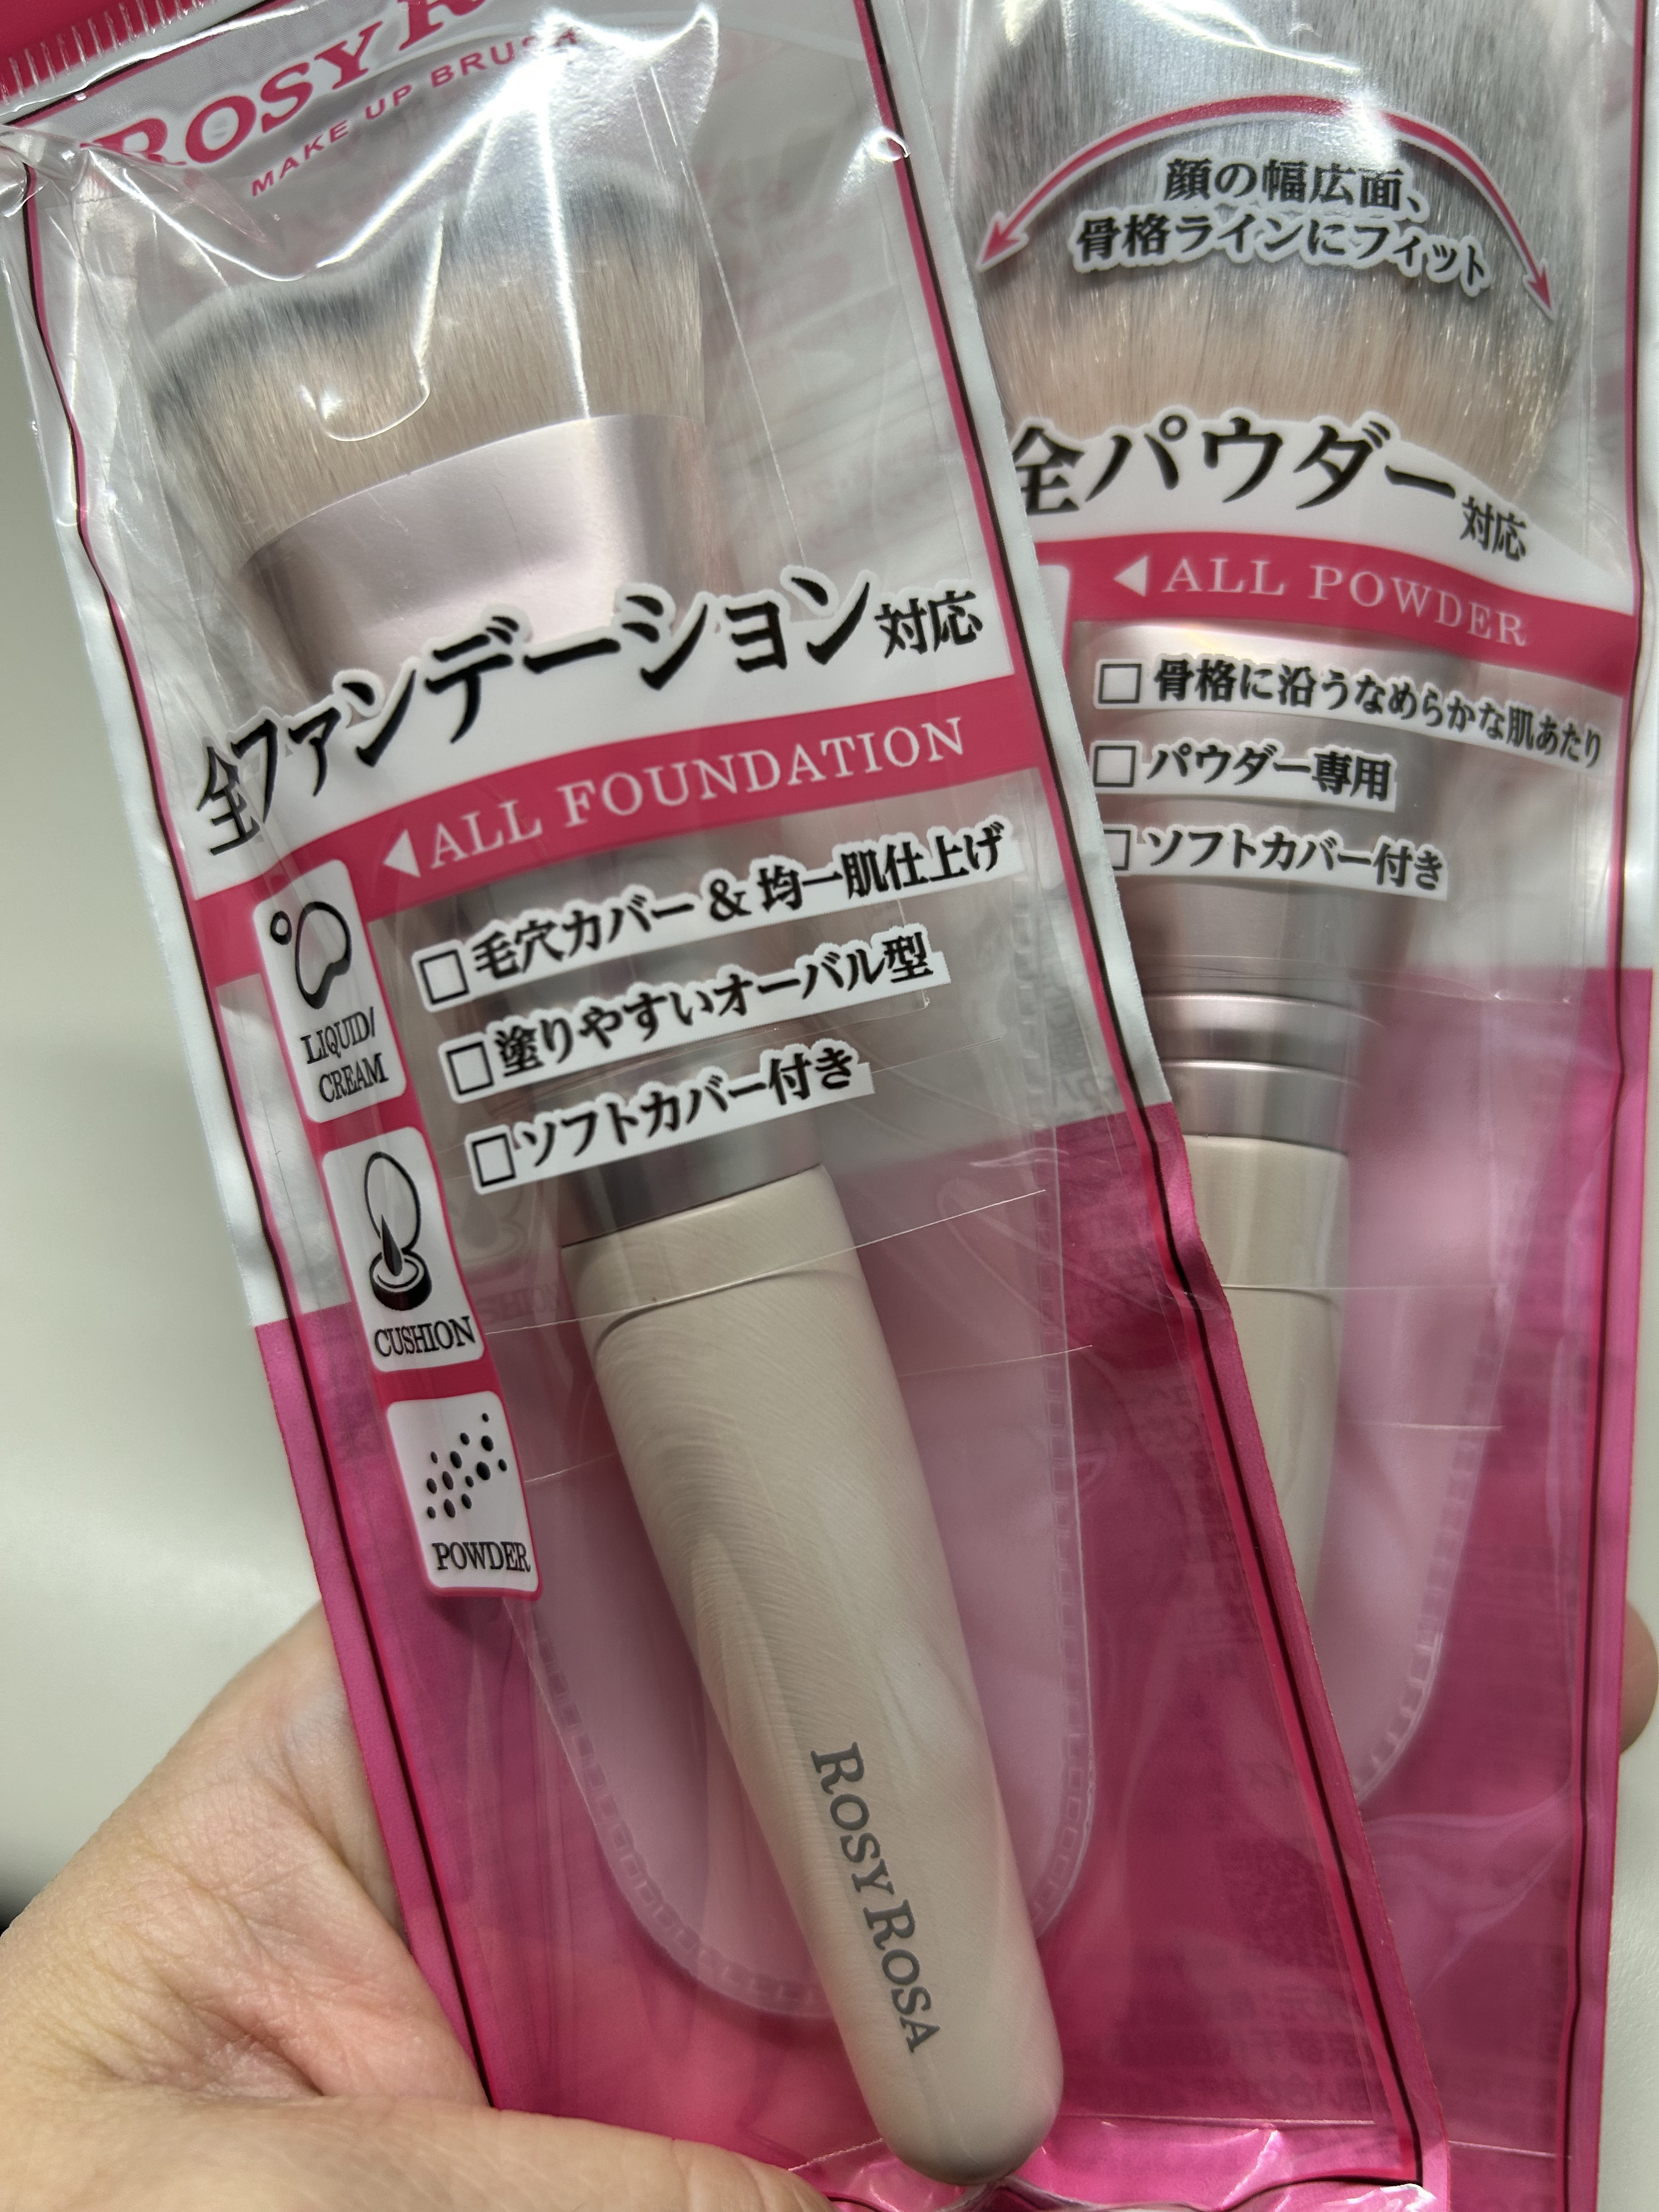 ROSY R
MAKE UP BRUSH
全ファンデーション対応
ALL FOUNDATION
□ 毛穴カバー & 均一肌仕上げ
□ 塗りやすいオーバル型
□ ソフトカバー付き
LIQUID/
CREAM
CUSHION
POWDER
ROSY ROSA
顔の幅広面、
骨格ラインにフィット
全パウダー対応
ALL POWDER
□ 骨格に沿うなめらかな肌あたり
□ パウダー専用
□ ソフトカバー付き